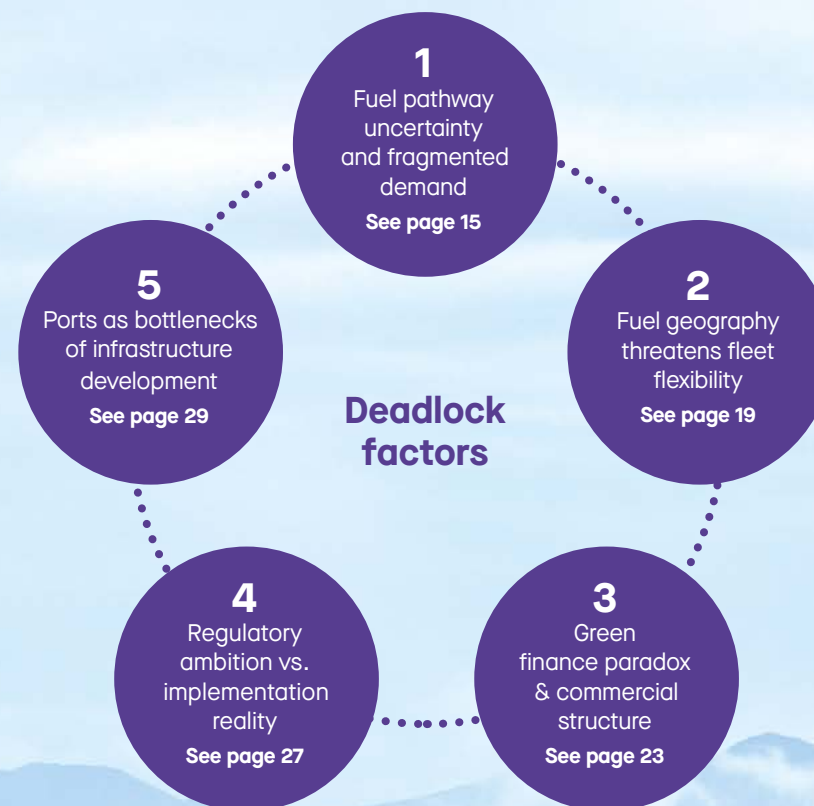 1
Fuel pathway
uncertainty
and fragmented
demand
See page 15
2
Fuel geography
threatens fleet
flexibility
See page 19
3
Green
finance paradox
& commercial
structure
See page 23
4
Regulatory
ambition vs.
implementation
reality
See page 27
5
Ports as bottlenecks
of infrastructure
development
See page 29
Deadlock
factors